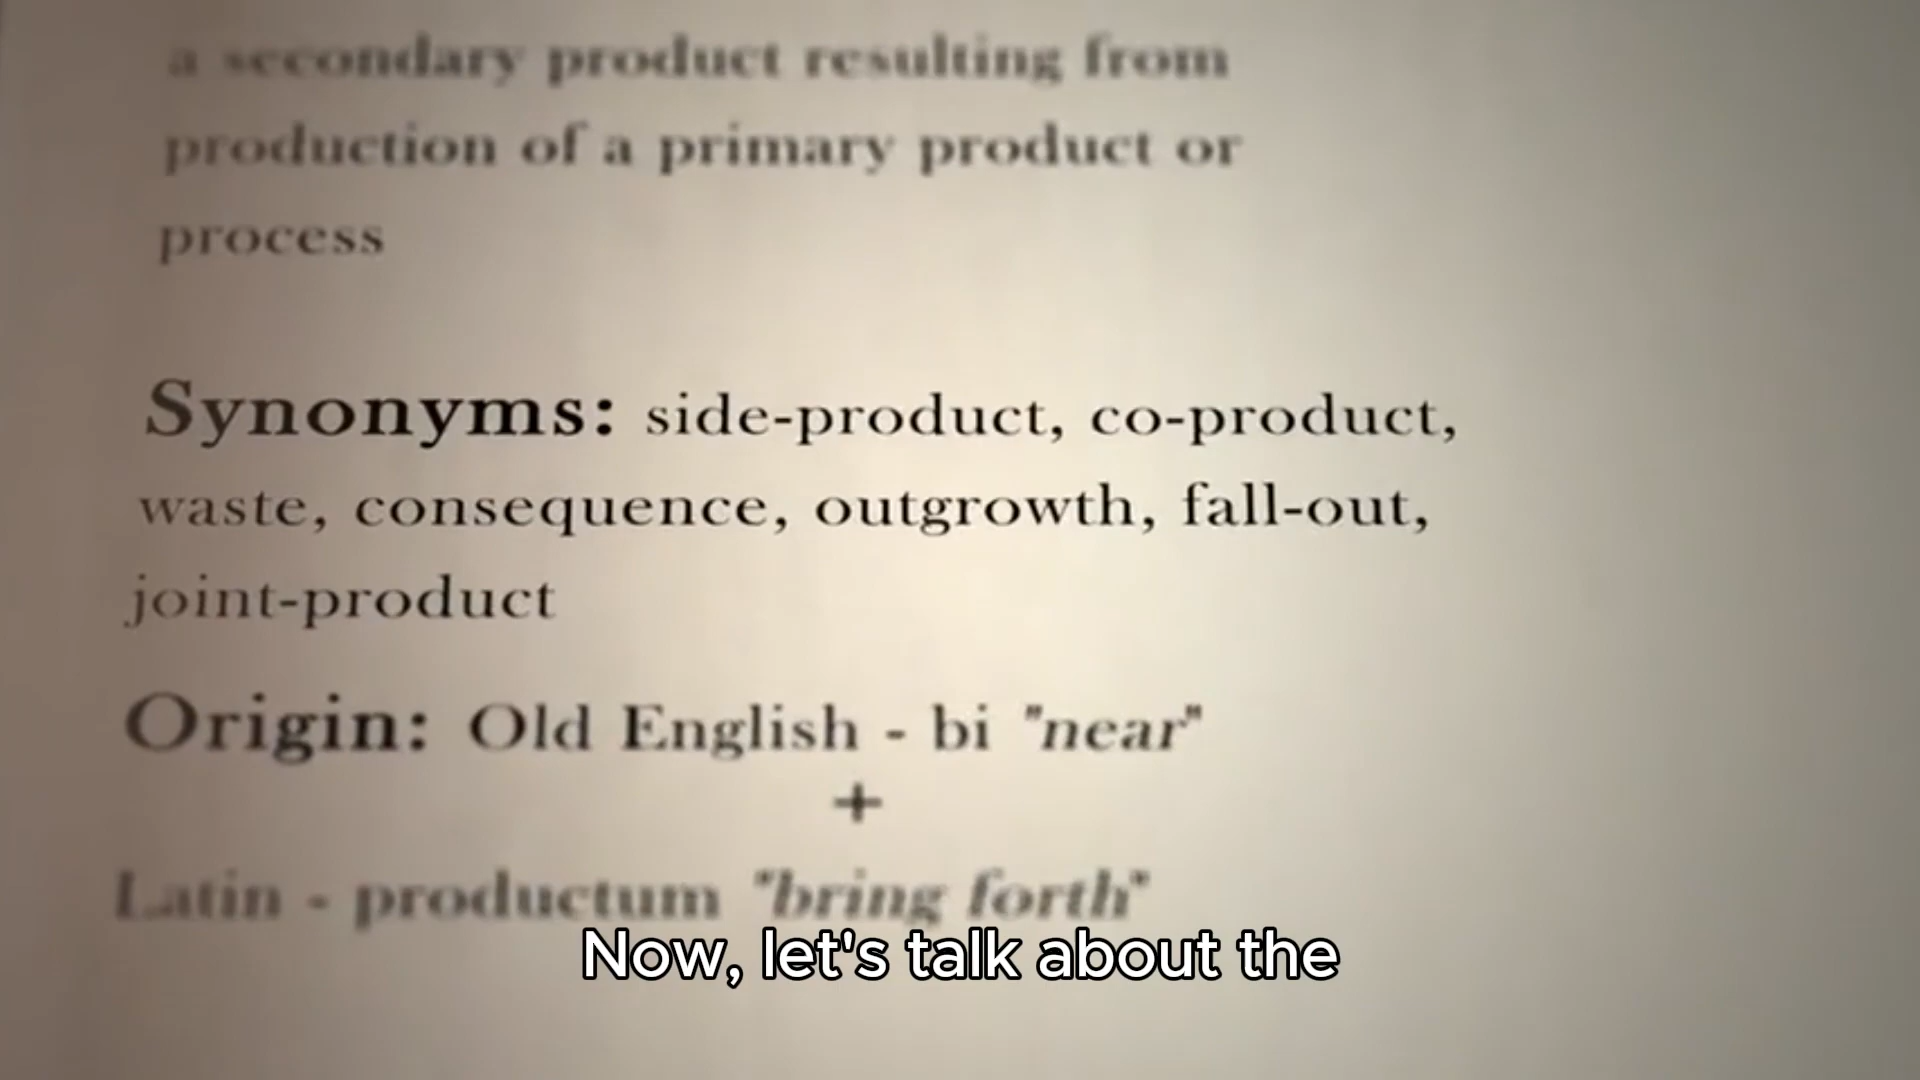 a secondary product resulting from
production of a primary product or
process
Synonyms: side-product, co-product,
waste, consequence, outgrowth, fall-out,
joint-product
Origin: Old English - bi "near"
+
Latin - productum "bring forth"
Now, let's talk about the